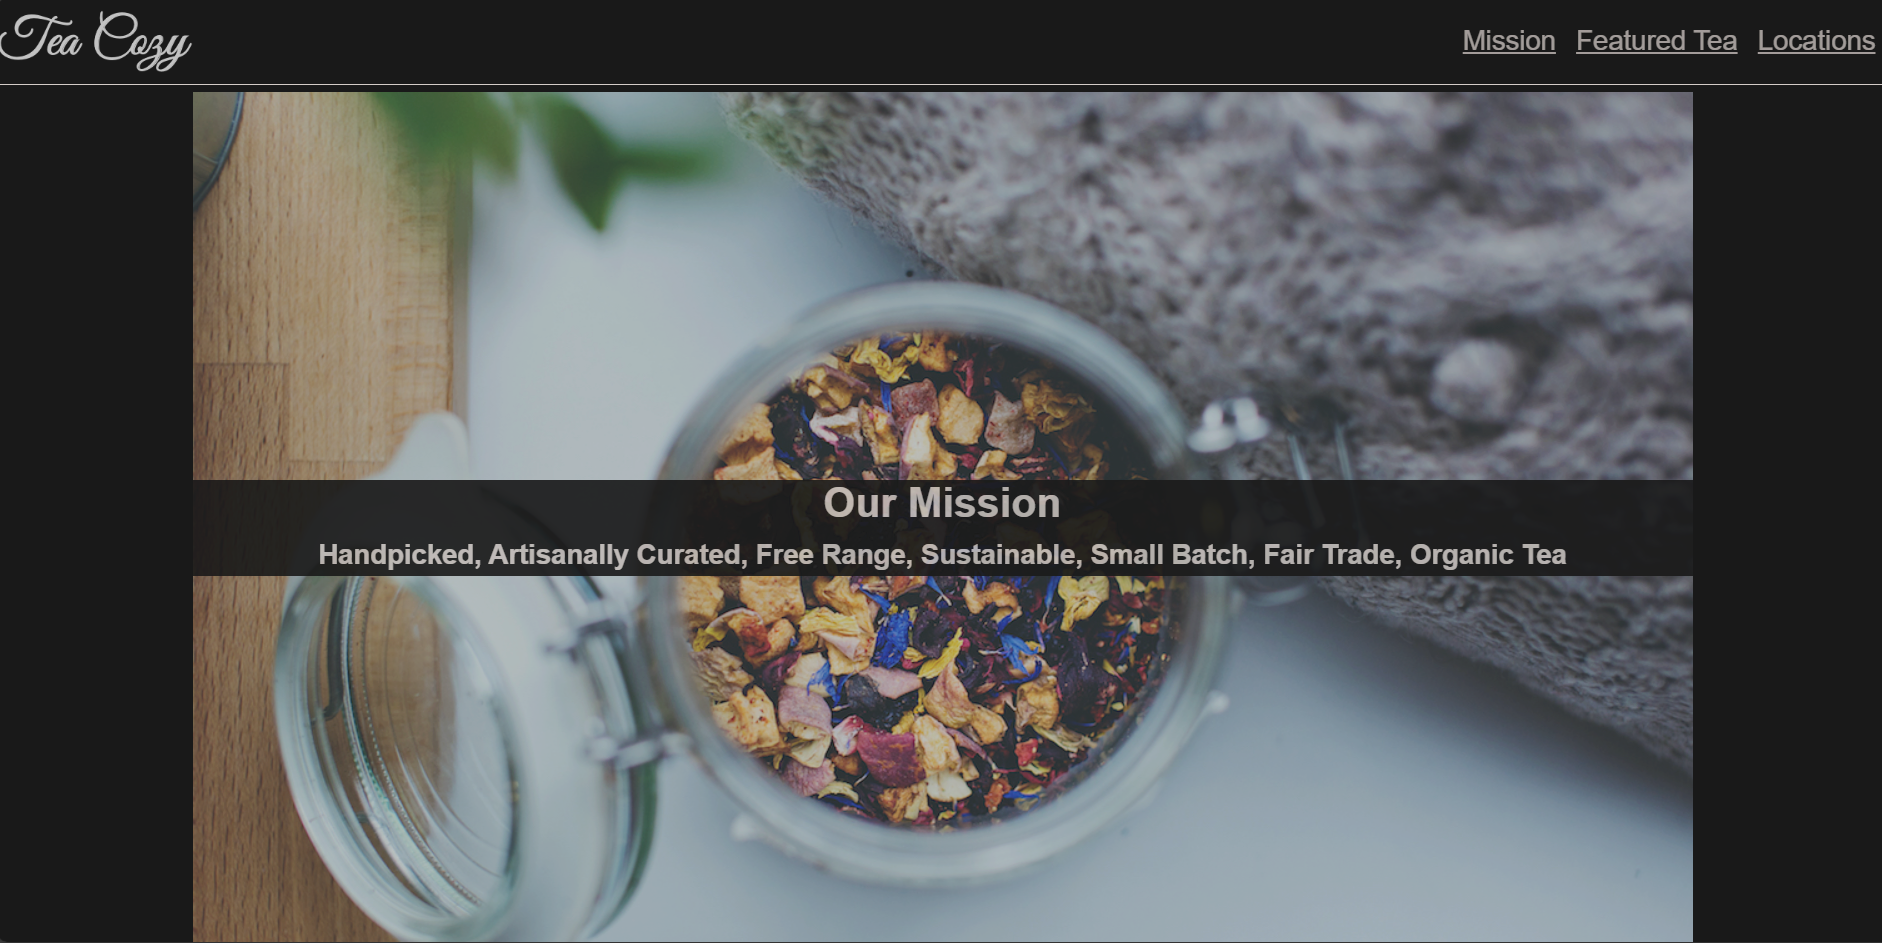 Tea Cozy
Mission Featured Tea Locations
Our Mission
Handpicked, Artisanally Curated, Free Range, Sustainable, Small Batch, Fair Trade, Organic Tea